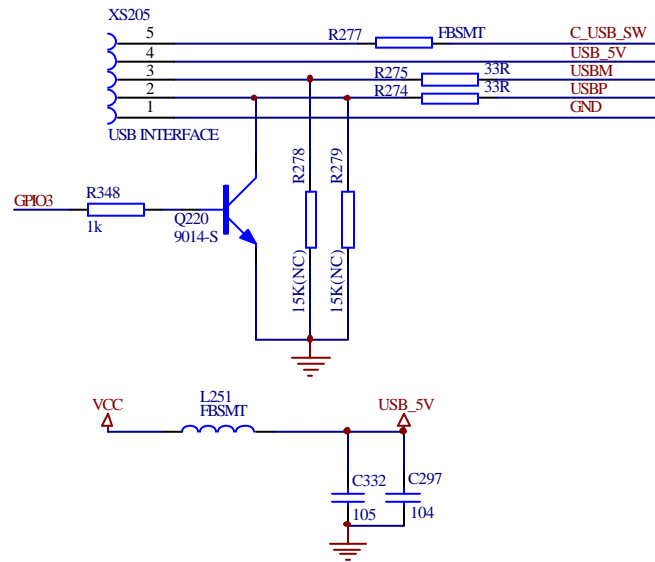 XS205
5
R277
FBSMT
C_USB_SW
4
USB_5V
3
R275
33R
USBM
2
R274
33R
USBP
1
GND
USB INTERFACE
R278
R279
GPIO3
R348
1k
Q220
9014-S
15K(NC)
15K(NC)
L251
FBSMT
VCC
USB_5V
C332
C297
105
104